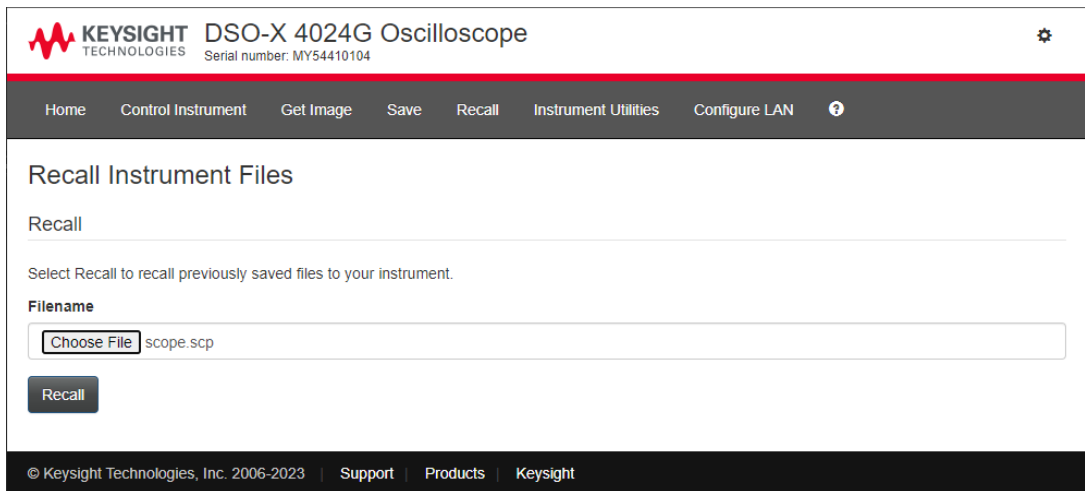 KEYSIGHT TECHNOLOGIES
DSO-X 4024G Oscilloscope
Serial number: MY54410104
Home Control Instrument Get Image Save Recall Instrument Utilities Configure LAN ?
Recall Instrument Files
Recall
Select Recall to recall previously saved files to your instrument.
Filename
Choose File scope.scp
Recall
© Keysight Technologies, Inc. 2006-2023 | Support | Products | Keysight